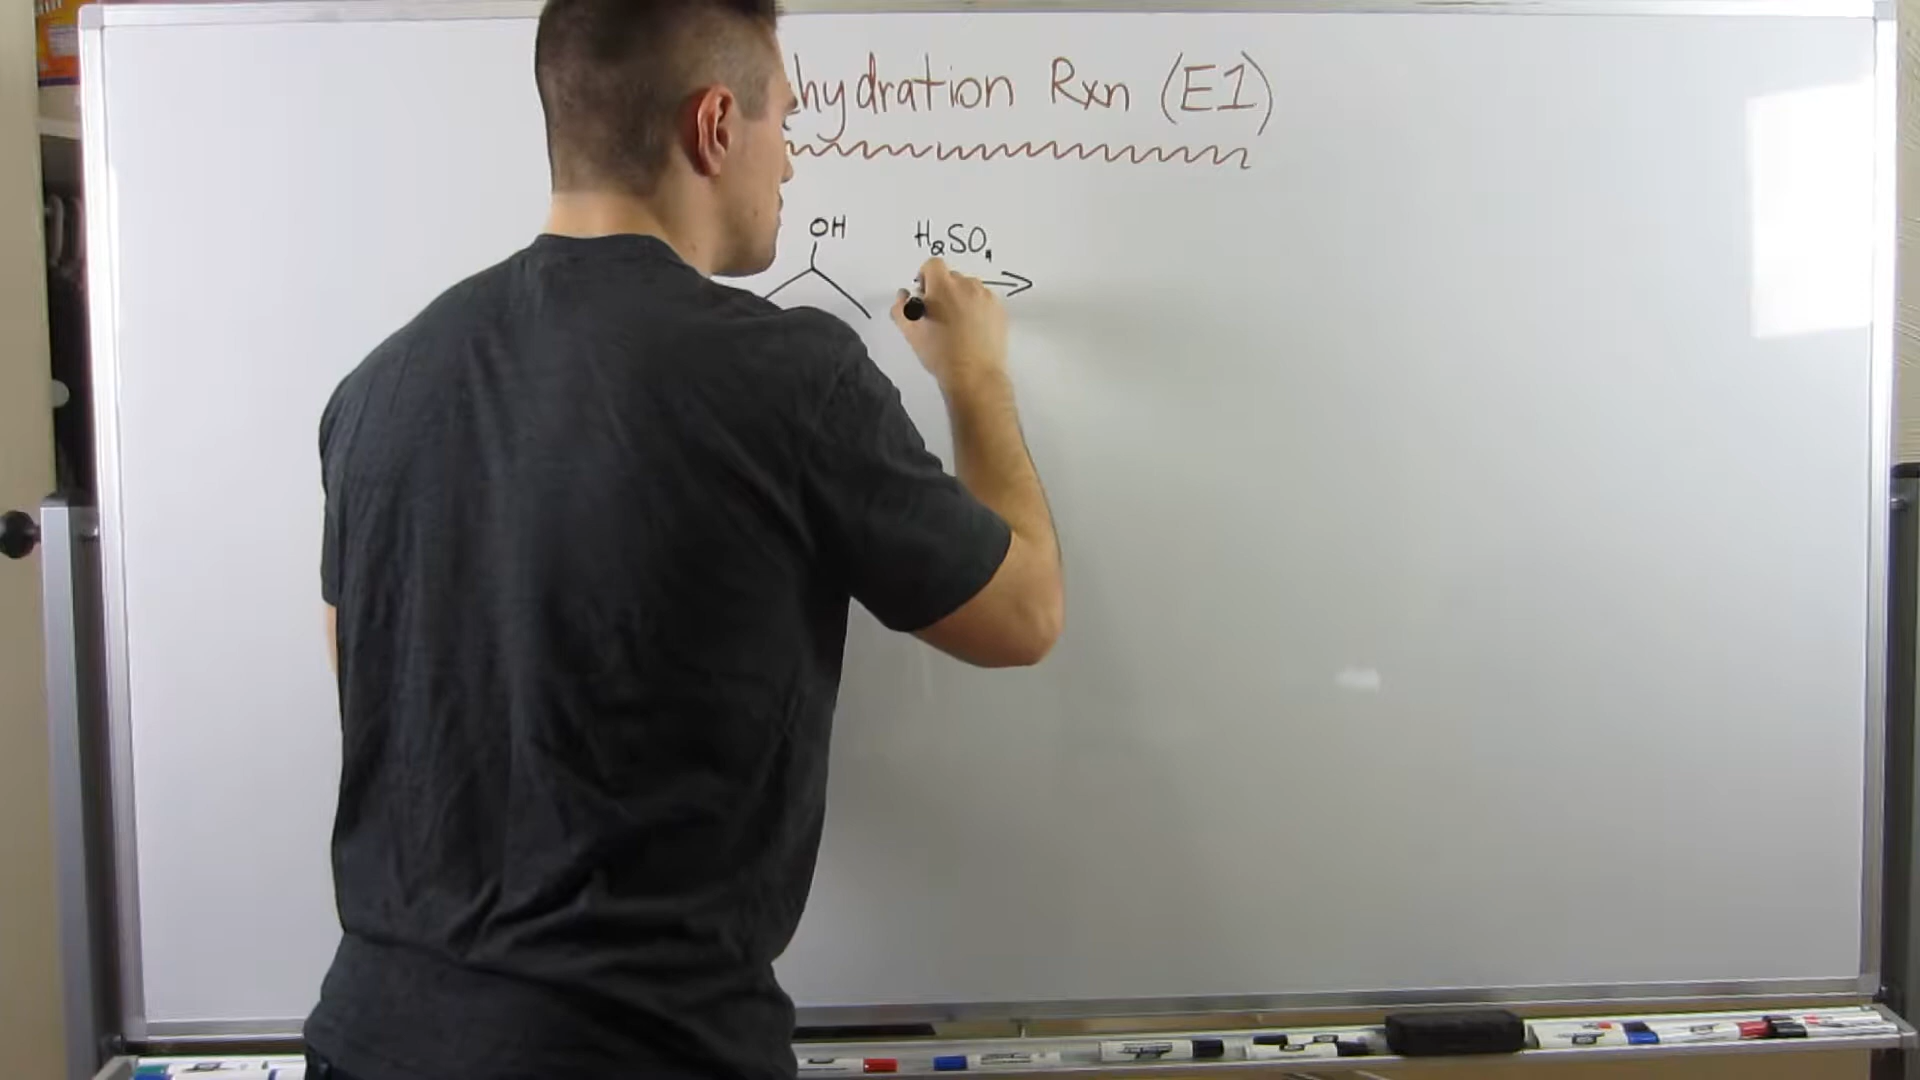 hydration Rxn (E1)
OH
H₂SO₄